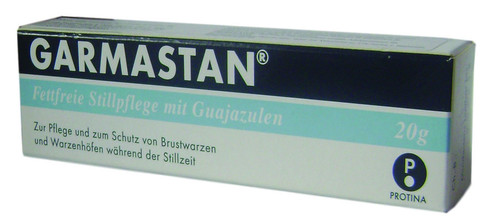 GARMASTAN®
Fettfreie Stillpflege mit Guajazulen
20g
Zur Pflege und zum Schutz von Brustwarzen
und Warzenhöfen während der Stillzeit
P
PROTINA